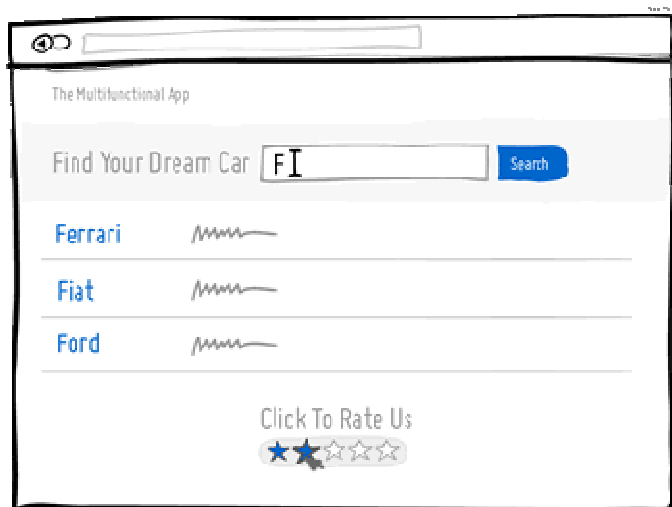 The Multifunctional App
Find Your Dream Car F Search
Ferrari
Fiat
Ford
Click To Rate Us